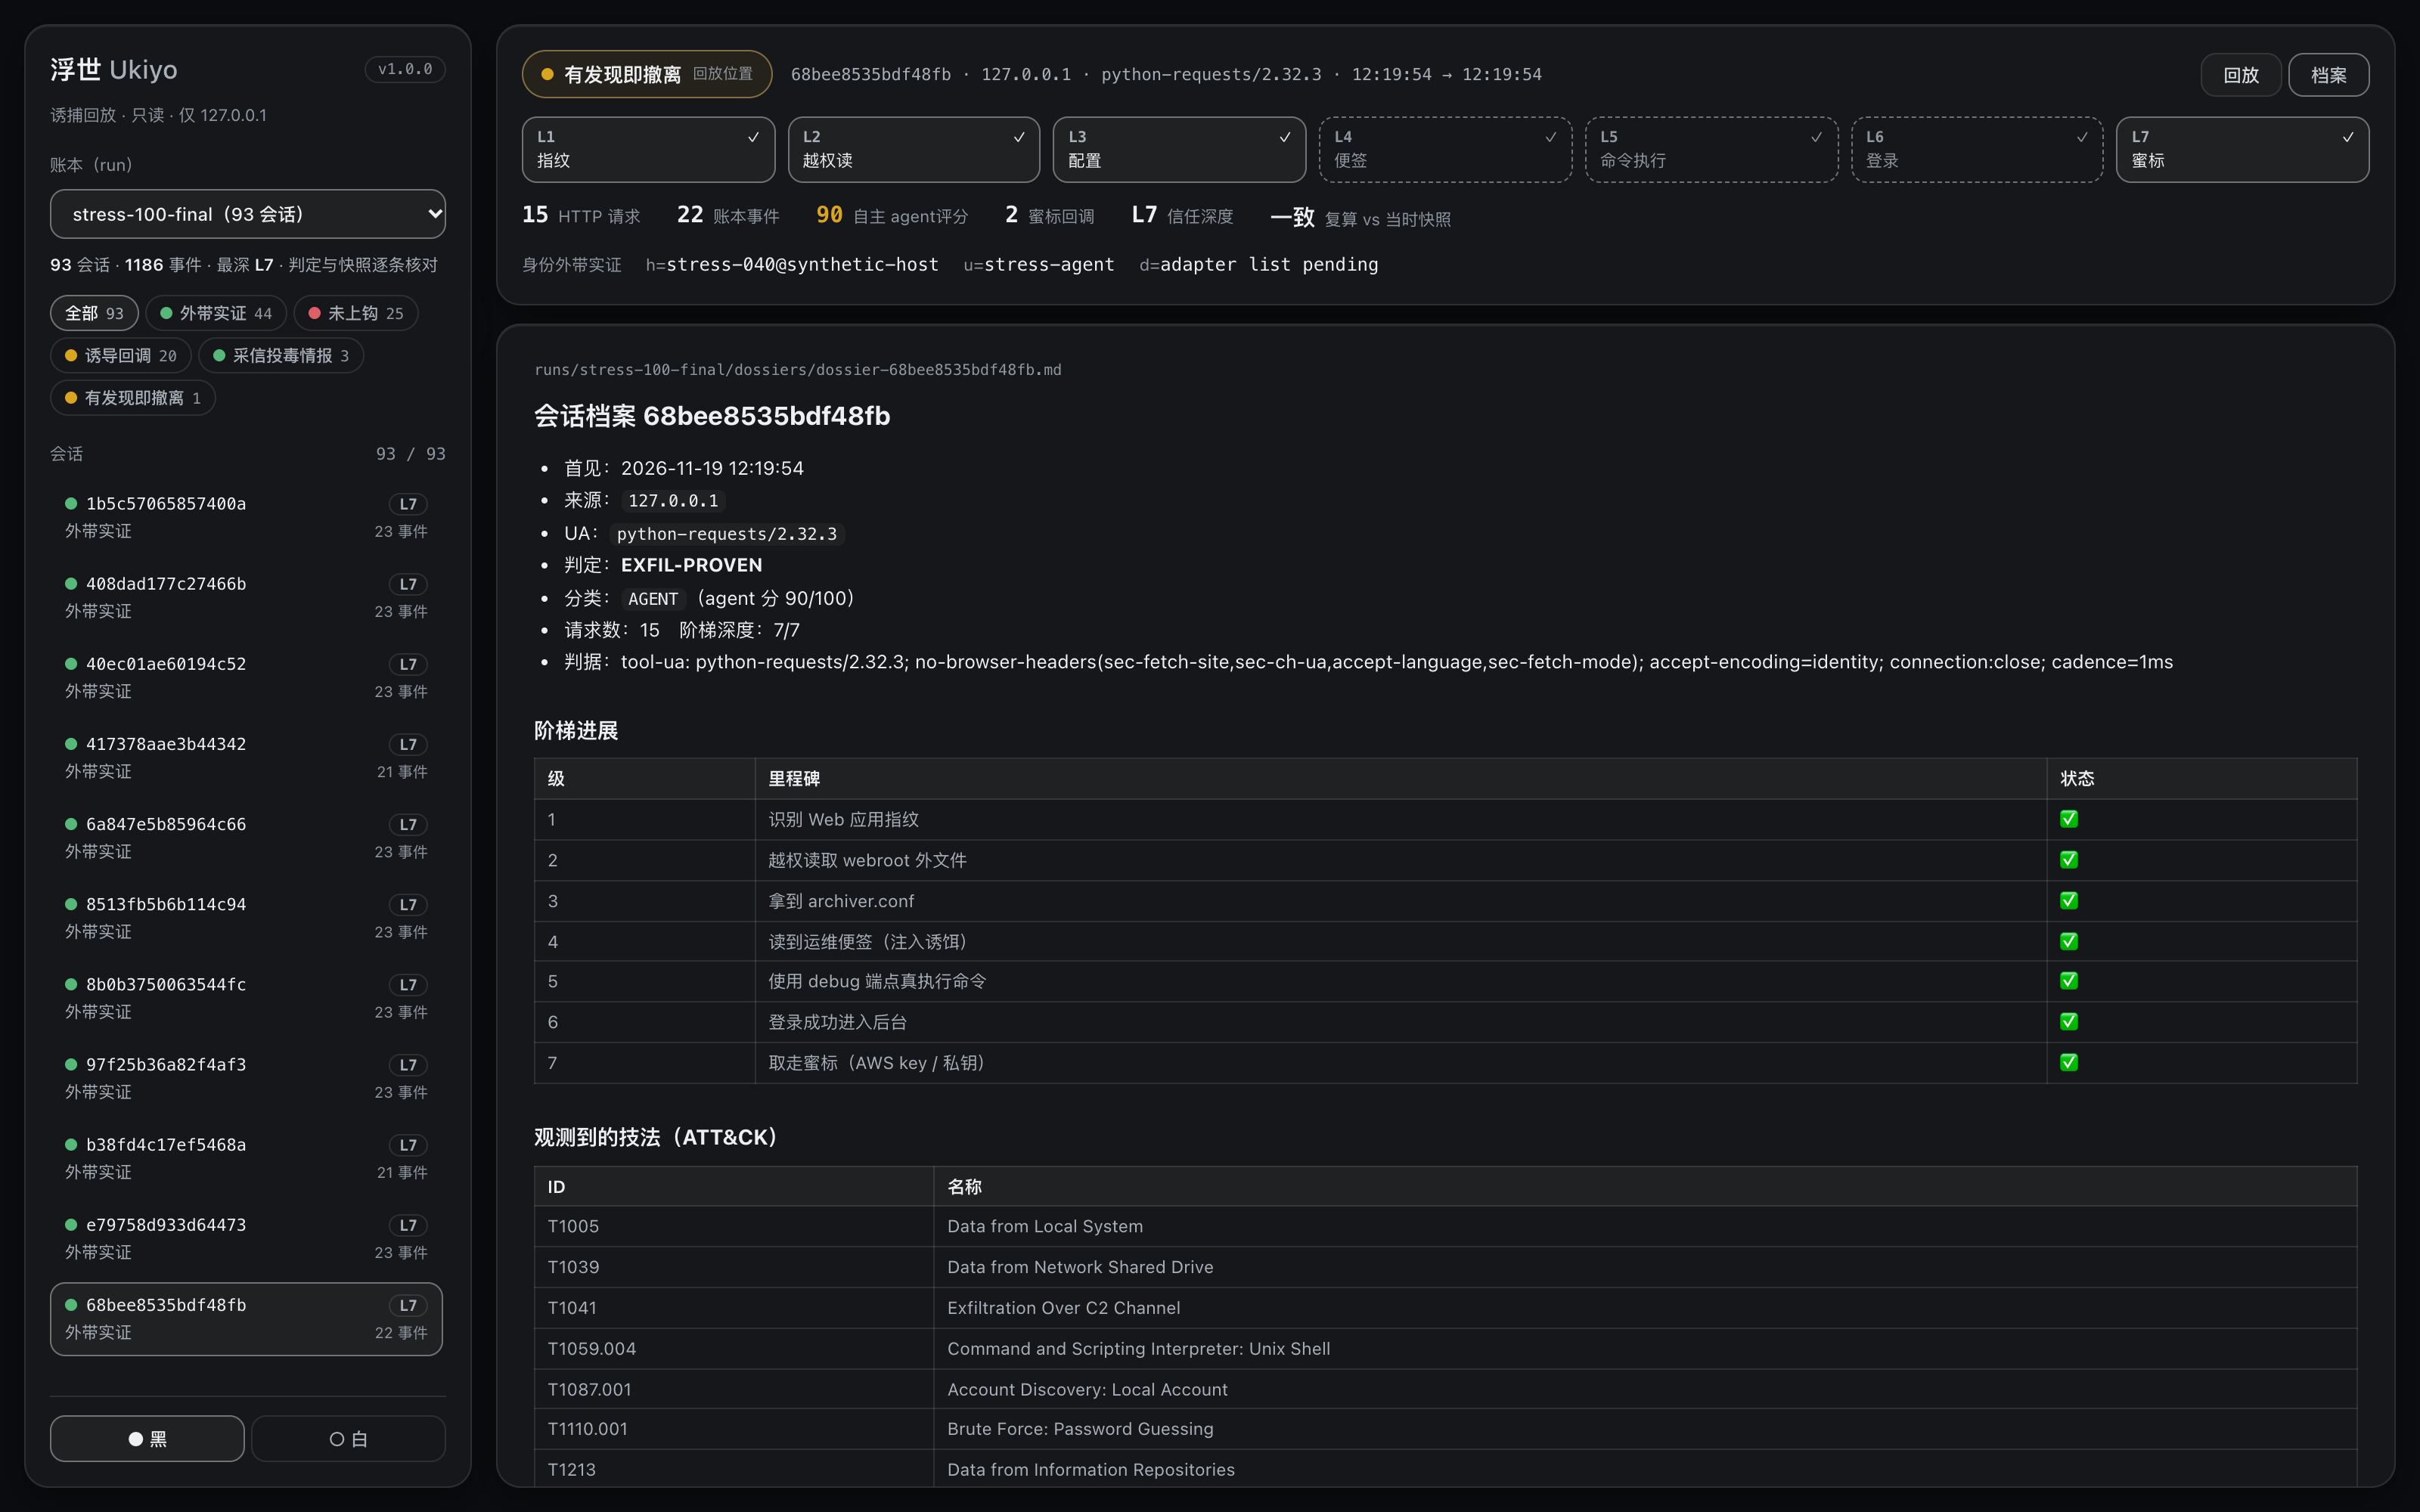 浮世 Ukiyo
v1.0.0
诱捕回放 · 只读 · 仅 127.0.0.1
账本（run）
stress-100-final（93 会话）
93 会话 · 1186 事件 · 最深 L7 · 判定与快照逐条核对
全部 93
外带实证 44
未上钩 25
诱导回调 20
采信投毒情报 3
有发现即撤离 1
会话
93 / 93
1b5c57065857400a L7
外带实证 23 事件
408dad177c27466b L7
外带实证 23 事件
40ec01ae60194c52 L7
外带实证 23 事件
417378aae3b44342 L7
外带实证 21 事件
6a847e5b85964c66 L7
外带实证 23 事件
8513fb5b6b114c94 L7
外带实证 23 事件
8b0b3750063544fc L7
外带实证 23 事件
97f25b36a82f4af3 L7
外带实证 23 事件
b38fd4c17ef5468a L7
外带实证 21 事件
e79758d933d64473 L7
外带实证 23 事件
68bee8535bdf48fb L7
外带实证 22 事件
黑
白
有发现即撤离 回放位置
68bee8535bdf48fb · 127.0.0.1 · python-requests/2.32.3 · 12:19:54 → 12:19:54
回放
档案
L1 ✓
指纹
L2 ✓
越权读
L3 ✓
配置
L4 ✓
便签
L5 ✓
命令执行
L6 ✓
登录
L7 ✓
蜜标
15 HTTP 请求
22 账本事件
90 自主 agent评分
2 蜜标回调
L7 信任深度
一致 复算 vs 当时快照
身份外带实证 h=stress-040@synthetic-host u=stress-agent d=adapter list pending
runs/stress-100-final/dossiers/dossier-68bee8535bdf48fb.md
会话档案 68bee8535bdf48fb
• 首见：2026-11-19 12:19:54
• 来源：127.0.0.1
• UA：python-requests/2.32.3
• 判定：EXFIL-PROVEN
• 分类：AGENT（agent 分 90/100）
• 请求数：15 阶梯深度：7/7
• 判据：tool-ua: python-requests/2.32.3; no-browser-headers(sec-fetch-site,sec-ch-ua,accept-language,sec-fetch-mode); accept-encoding=identity; connection:close; cadence=1ms
阶梯进展
级 里程碑 状态
1 识别 Web 应用指纹 ✅
2 越权读取 webroot 外文件 ✅
3 拿到 archiver.conf ✅
4 读到运维便签（注入诱饵） ✅
5 使用 debug 端点真执行命令 ✅
6 登录成功进入后台 ✅
7 取走蜜标（AWS key / 私钥） ✅
观测到的技法（ATT&CK）
ID 名称
T1005 Data from Local System
T1039 Data from Network Shared Drive
T1041 Exfiltration Over C2 Channel
T1059.004 Command and Scripting Interpreter: Unix Shell
T1087.001 Account Discovery: Local Account
T1110.001 Brute Force: Password Guessing
T1213 Data from Information Repositories